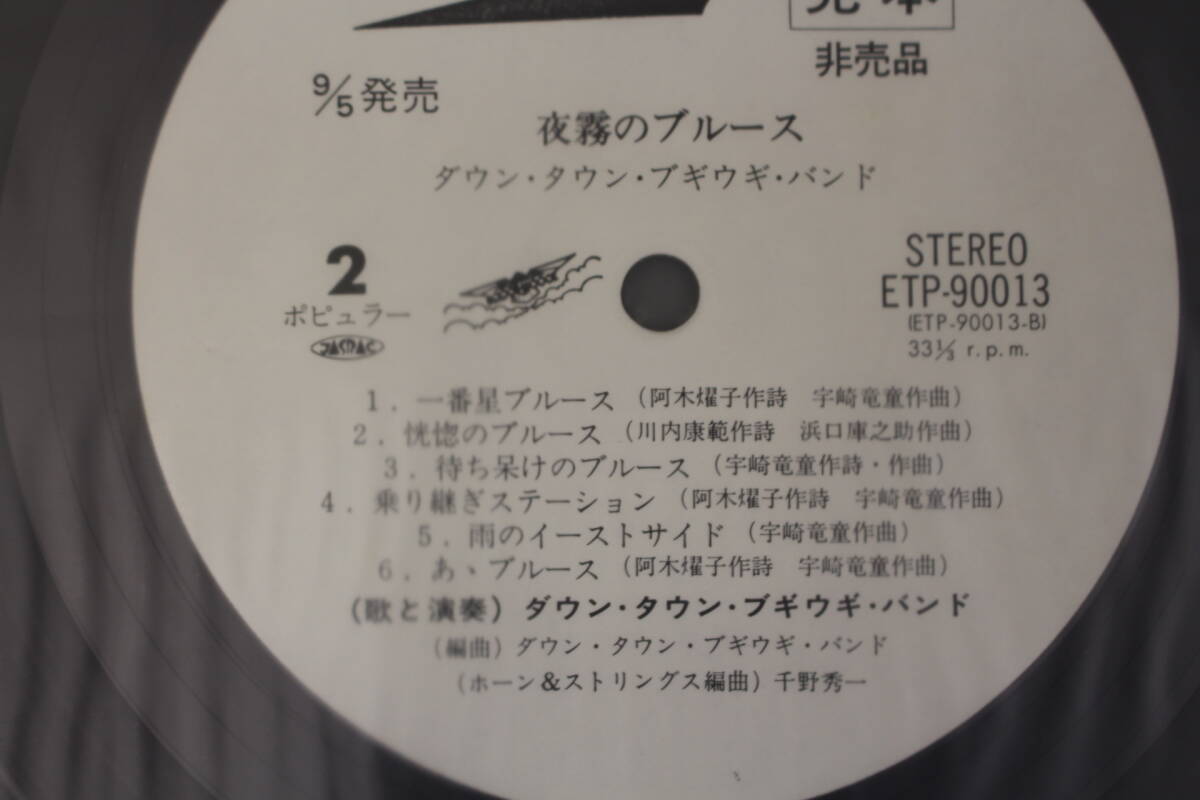 見本
非売品
9/5発売
夜霧のブルース
ダウン・タウン・ブギウギ・バンド
2
ポピュラー
JASRAC
STEREO
ETP-90013
(ETP-90013-B)
33⅓ r.p.m.
1. 一番星ブルース (阿木燿子作詩 宇崎竜童作曲)
2. 恍惚のブルース (川内康範作詩 浜口庫之助作曲)
3. 待ち呆けのブルース (宇崎竜童作詩・作曲)
4. 乗り継ぎステーション (阿木燿子作詩 宇崎竜童作曲)
5. 雨のイーストサイド (宇崎竜童作曲)
6. あゝブルース (阿木燿子作詩 宇崎竜童作曲)
(歌と演奏) ダウン・タウン・ブギウギ・バンド
(編曲) ダウン・タウン・ブギウギ・バンド
(ホーン&ストリングス編曲) 千野秀一